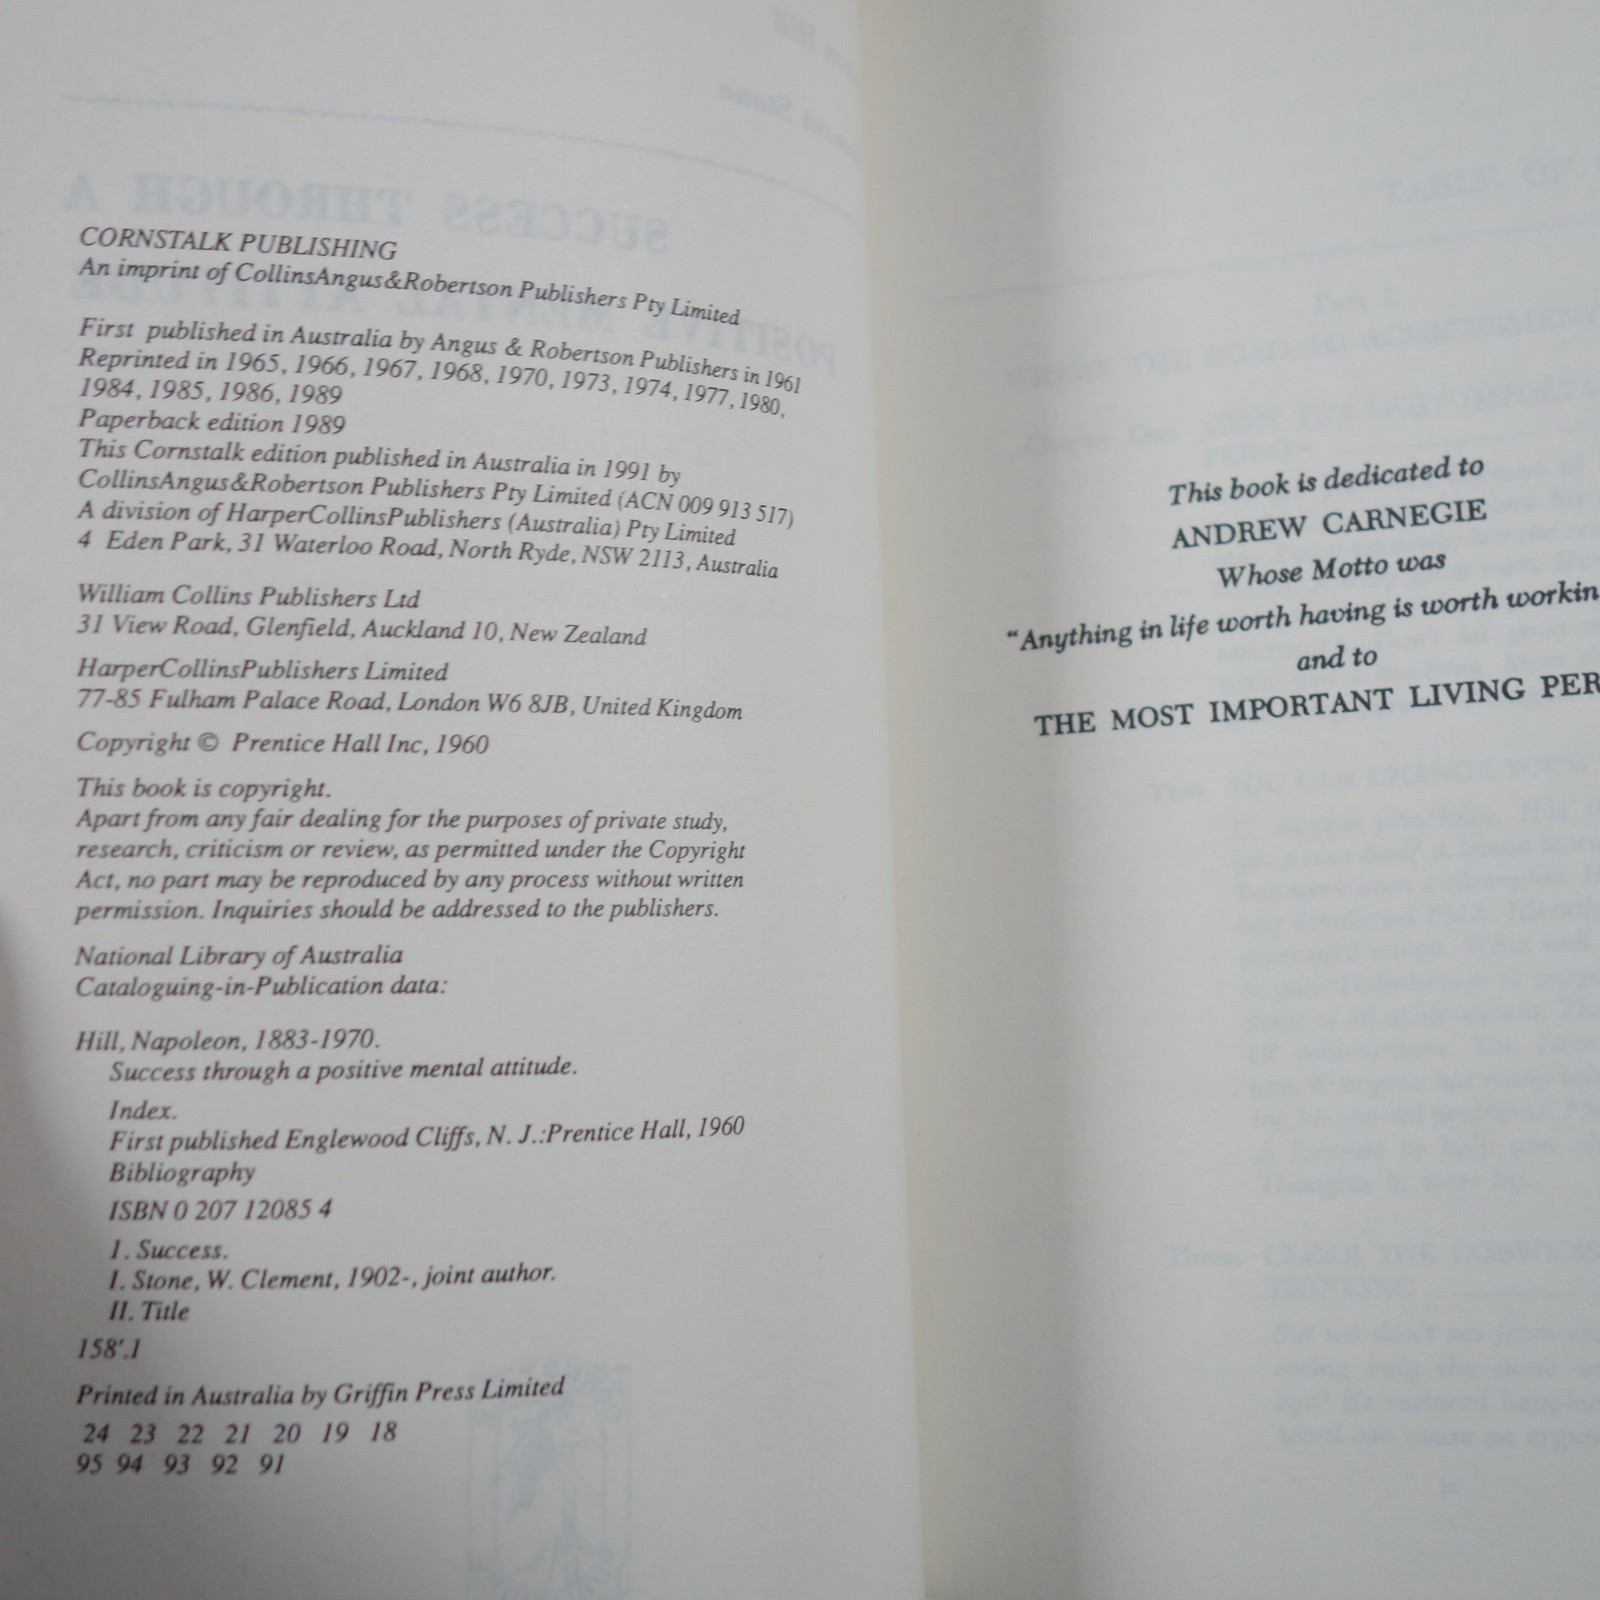 CORNSTALK PUBLISHING
An imprint of CollinsAngus&Robertson Publishers Pty Limited
First published in Australia by Angus & Robertson Publishers in 1961
Reprinted in 1965, 1966, 1967, 1968, 1970, 1973, 1974, 1977, 1980,
1984, 1985, 1986, 1989
Paperback edition 1989
This Cornstalk edition published in Australia in 1991 by
CollinsAngus&Robertson Publishers Pty Limited (ACN 009 913 517)
A division of HarperCollinsPublishers (Australia) Pty Limited
4 Eden Park, 31 Waterloo Road, North Ryde, NSW 2113, Australia
William Collins Publishers Ltd
31 View Road, Glenfield, Auckland 10, New Zealand
HarperCollinsPublishers Limited
77-85 Fulham Palace Road, London W6 8JB, United Kingdom
Copyright © Prentice Hall Inc, 1960
This book is copyright.
Apart from any fair dealing for the purposes of private study,
research, criticism or review, as permitted under the Copyright
Act, no part may be reproduced by any process without written
permission. Inquiries should be addressed to the publishers.
National Library of Australia
Cataloguing-in-Publication data:
Hill, Napoleon, 1883-1970.
Success through a positive mental attitude.
Index.
First published Englewood Cliffs, N. J.:Prentice Hall, 1960
Bibliography
ISBN 0 207 12085 4
1. Success.
I. Stone, W. Clement, 1902-, joint author.
II. Title
158'.1
Printed in Australia by Griffin Press Limited
24 23 22 21 20 19 18
95 94 93 92 91
This book is dedicated to
ANDREW CARNEGIE
Whose Motto was
"Anything in life worth having is worth workin
and to
THE MOST IMPORTANT LIVING PER